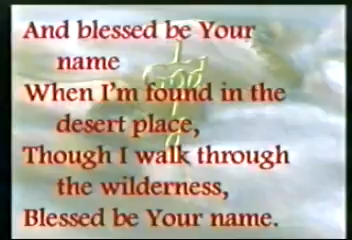 And blessed be Your
name
When I'm found in the
desert place,
Though I walk through
the wilderness,
Blessed be Your name.